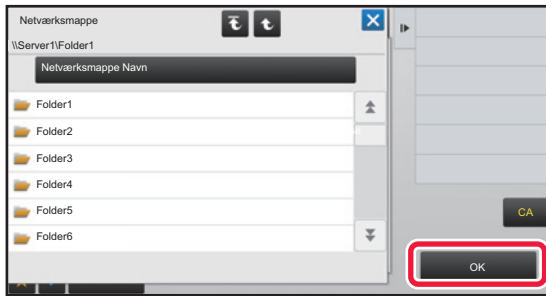 Netværksmappe
\\Server1\Folder1
Netværksmappe Navn
Folder1
Folder2
Folder3
Folder4
Folder5
Folder6
CA
OK